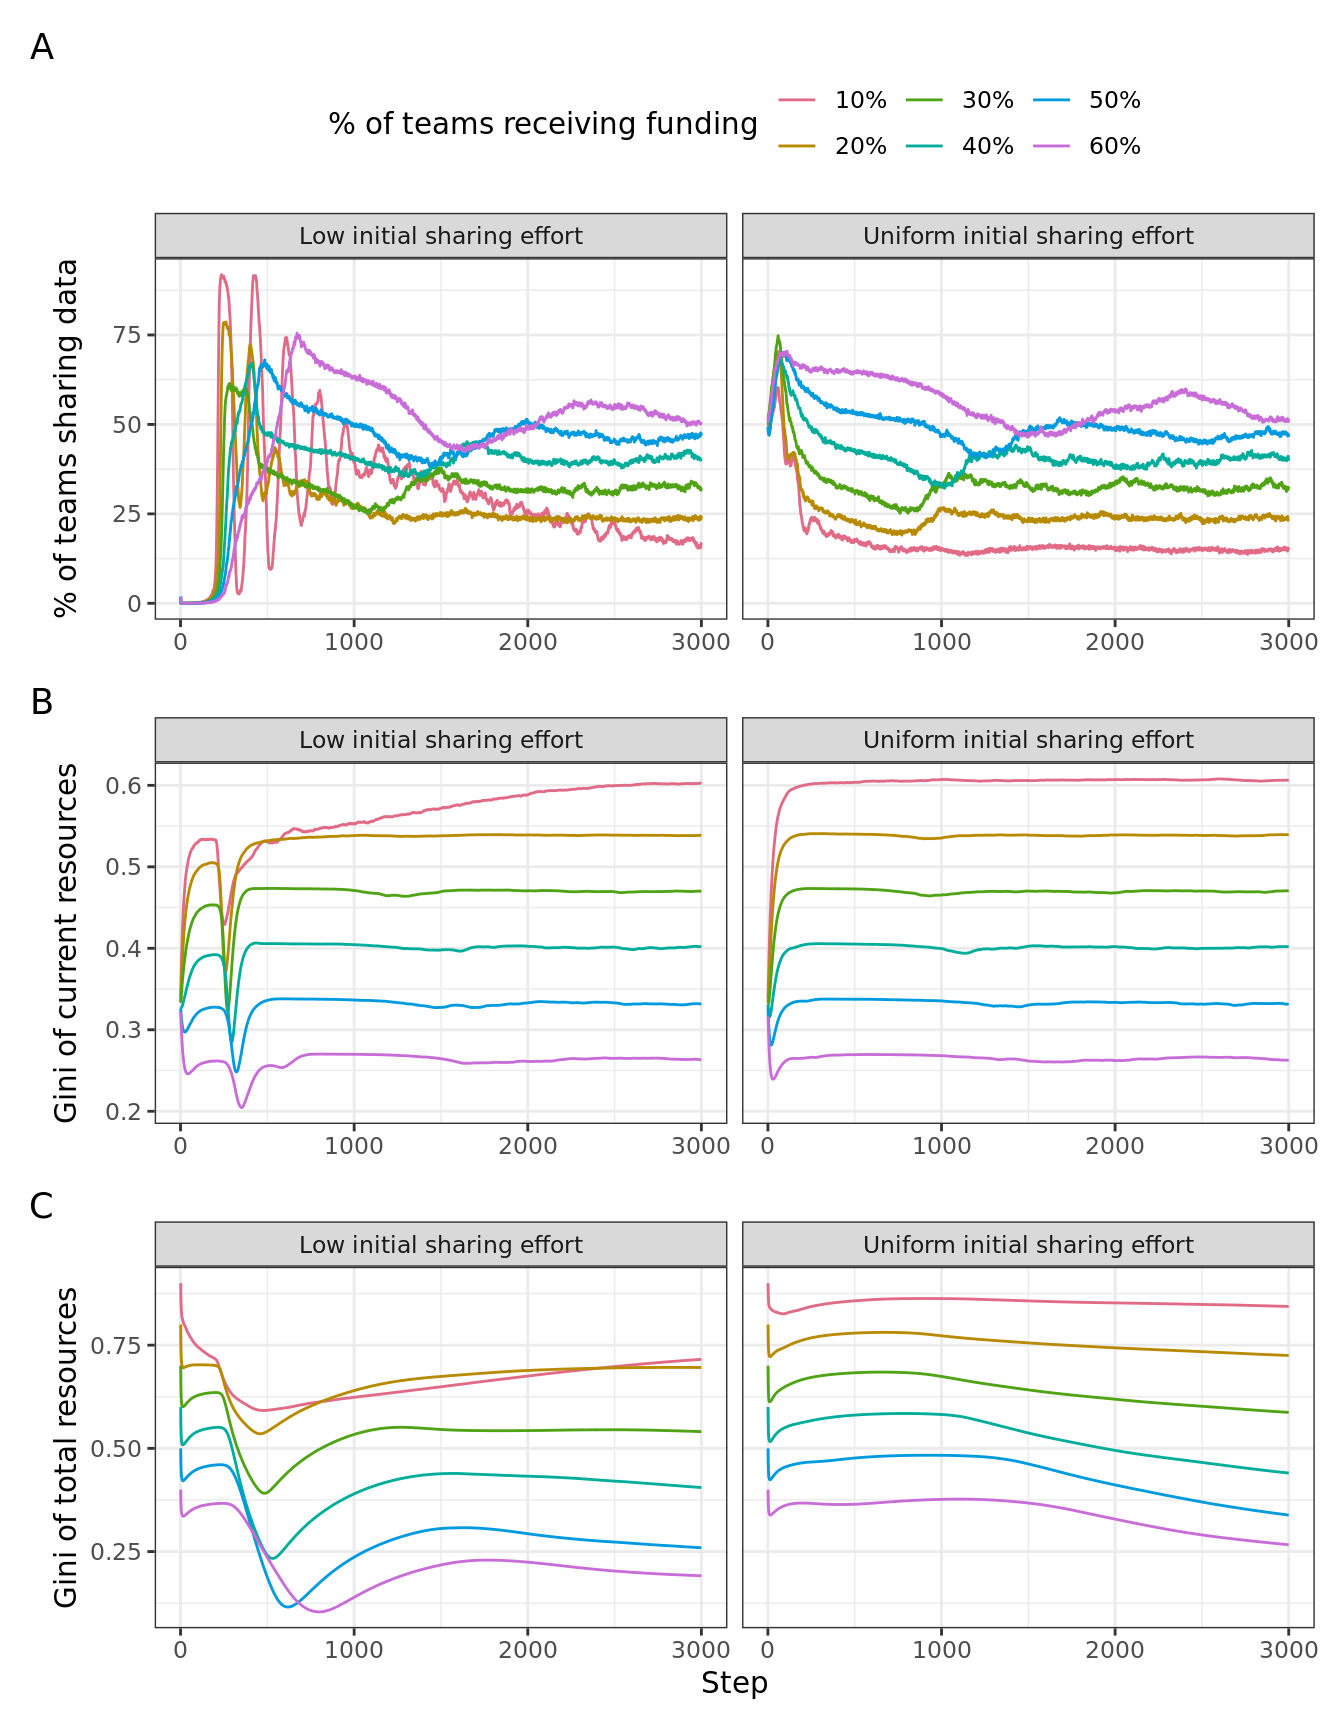 A
% of teams receiving funding
10% 30% 50%
20% 40% 60%
Low initial sharing effort Uniform initial sharing effort
% of teams sharing data
75
50
25
0
0 1000 2000 3000 0 1000 2000 3000
B
Low initial sharing effort Uniform initial sharing effort
Gini of current resources
0.6
0.5
0.4
0.3
0.2
0 1000 2000 3000 0 1000 2000 3000
C
Low initial sharing effort Uniform initial sharing effort
Gini of total resources
0.75
0.50
0.25
0 1000 2000 3000 0 1000 2000 3000
Step